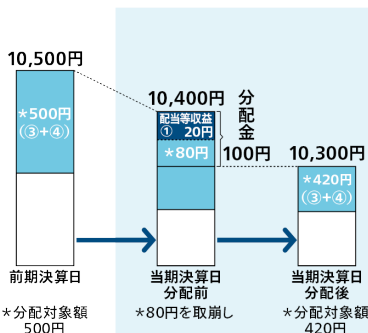 10,500円
*500円
(③+④)
前期決算日
*分配対象額
500円
10,400円
配当等収益
① 20円
*80円
分配金
100円
当期決算日
分配前
*80円を取崩し
10,300円
*420円
(③+④)
当期決算日
分配後
*分配対象額
420円